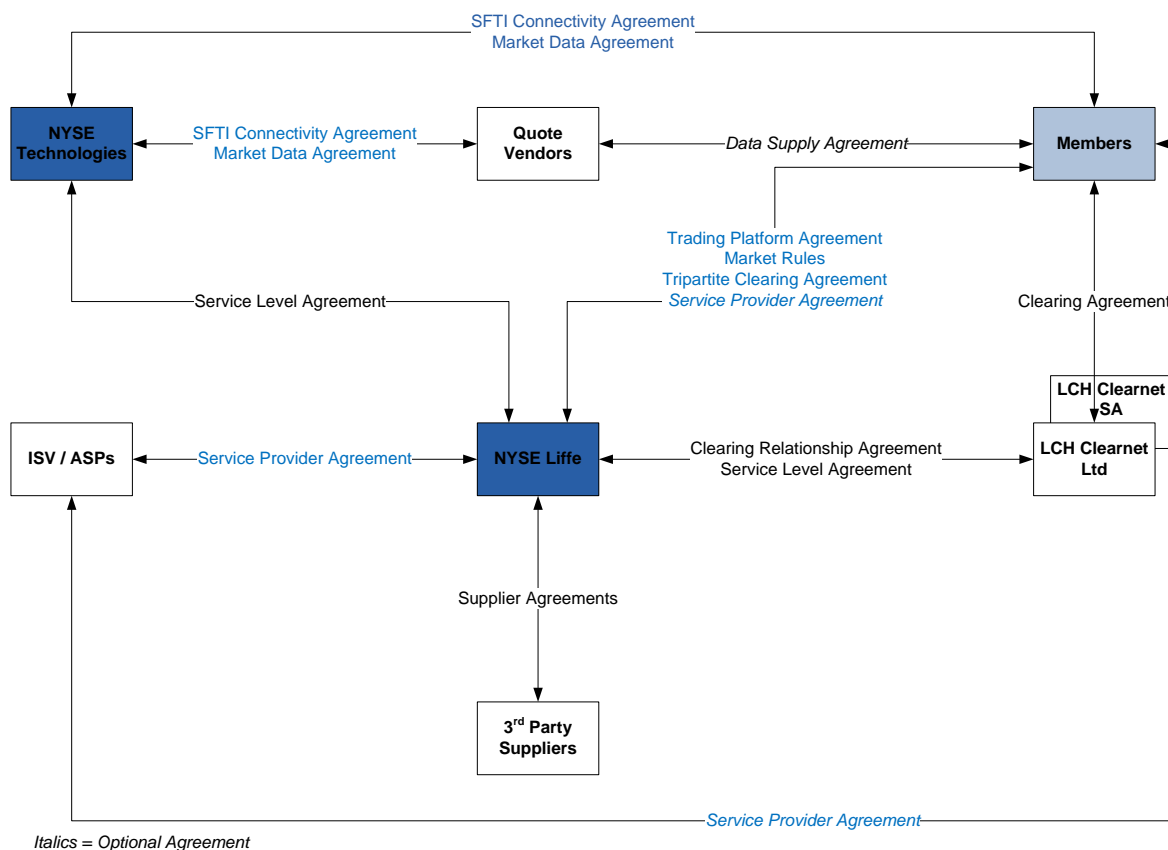 SFTI Connectivity Agreement
Market Data Agreement
NYSE
Technologies
SFTI Connectivity Agreement
Market Data Agreement
Quote
Vendors
Data Supply Agreement
Members
Trading Platform Agreement
Market Rules
Tripartite Clearing Agreement
Service Provider Agreement
Service Level Agreement
Clearing Agreement
LCH Clearnet
SA
ISV / ASPs
Service Provider Agreement
NYSE Liffe
Clearing Relationship Agreement
Service Level Agreement
LCH Clearnet
Ltd
Supplier Agreements
3rd Party
Suppliers
Service Provider Agreement
Italics = Optional Agreement